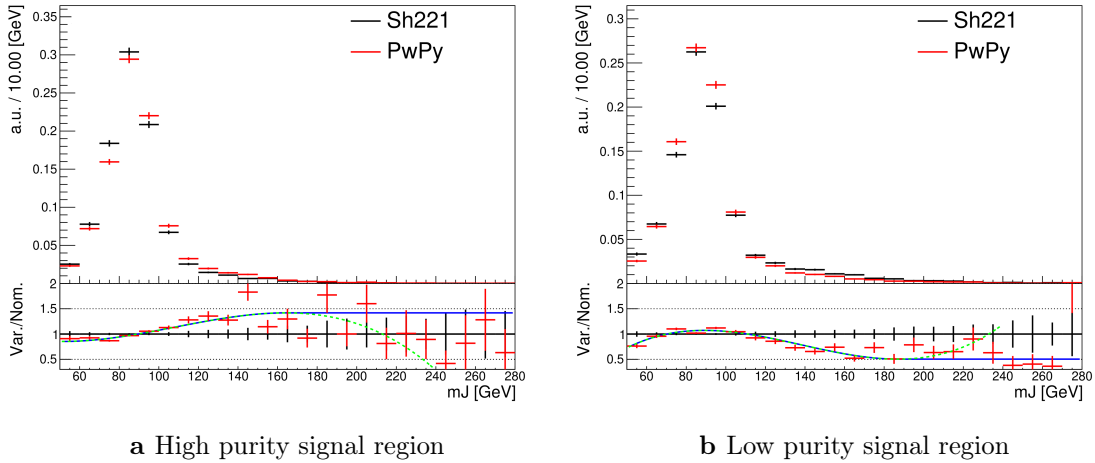 a.u. / 10.00 [GeV]
0.35
0.3
0.25
0.2
0.15
0.1
0.05
Sh221
PwPy
Var./Nom.
2
1.5
1
0.5
60 80 100 120 140 160 180 200 220 240 260 280
mJ [GeV]
a High purity signal region
a.u. / 10.00 [GeV]
0.3
0.25
0.2
0.15
0.1
0.05
Sh221
PwPy
Var./Nom.
2
1.5
1
0.5
60 80 100 120 140 160 180 200 220 240 260 280
mJ [GeV]
b Low purity signal region